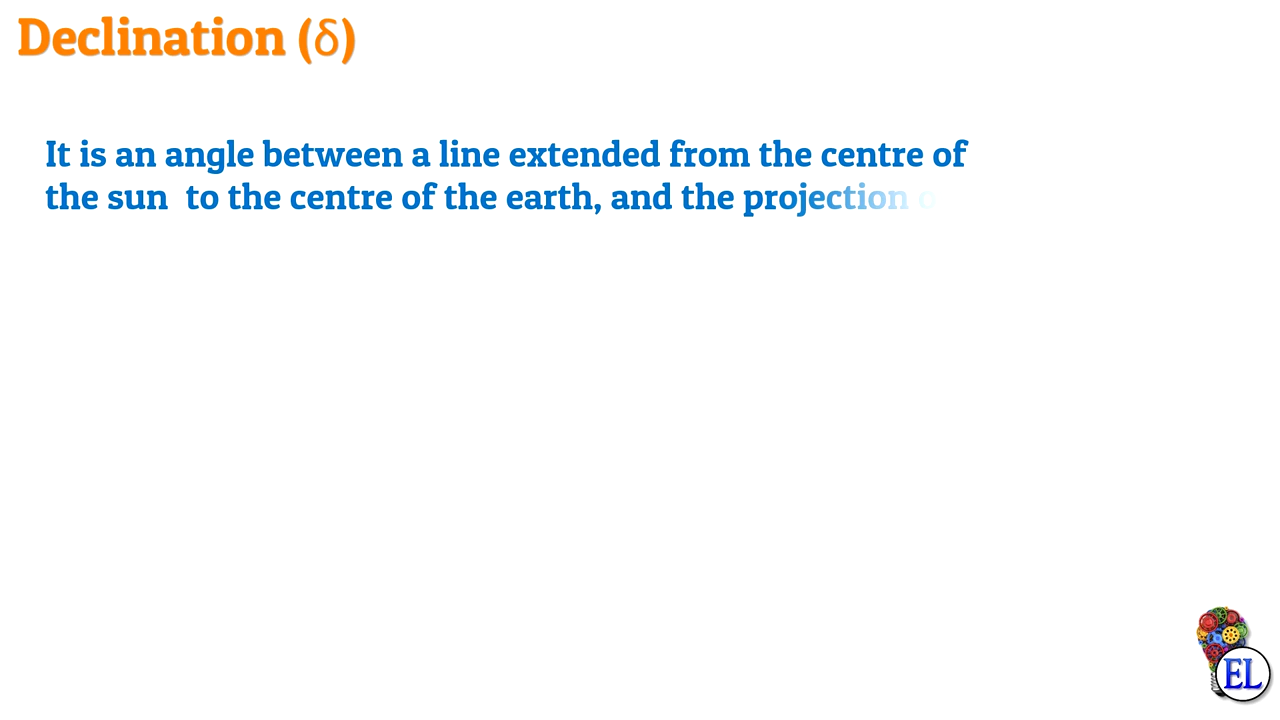 Declination (δ)
It is an angle between a line extended from the centre of
the sun to the centre of the earth, and the projection
EL